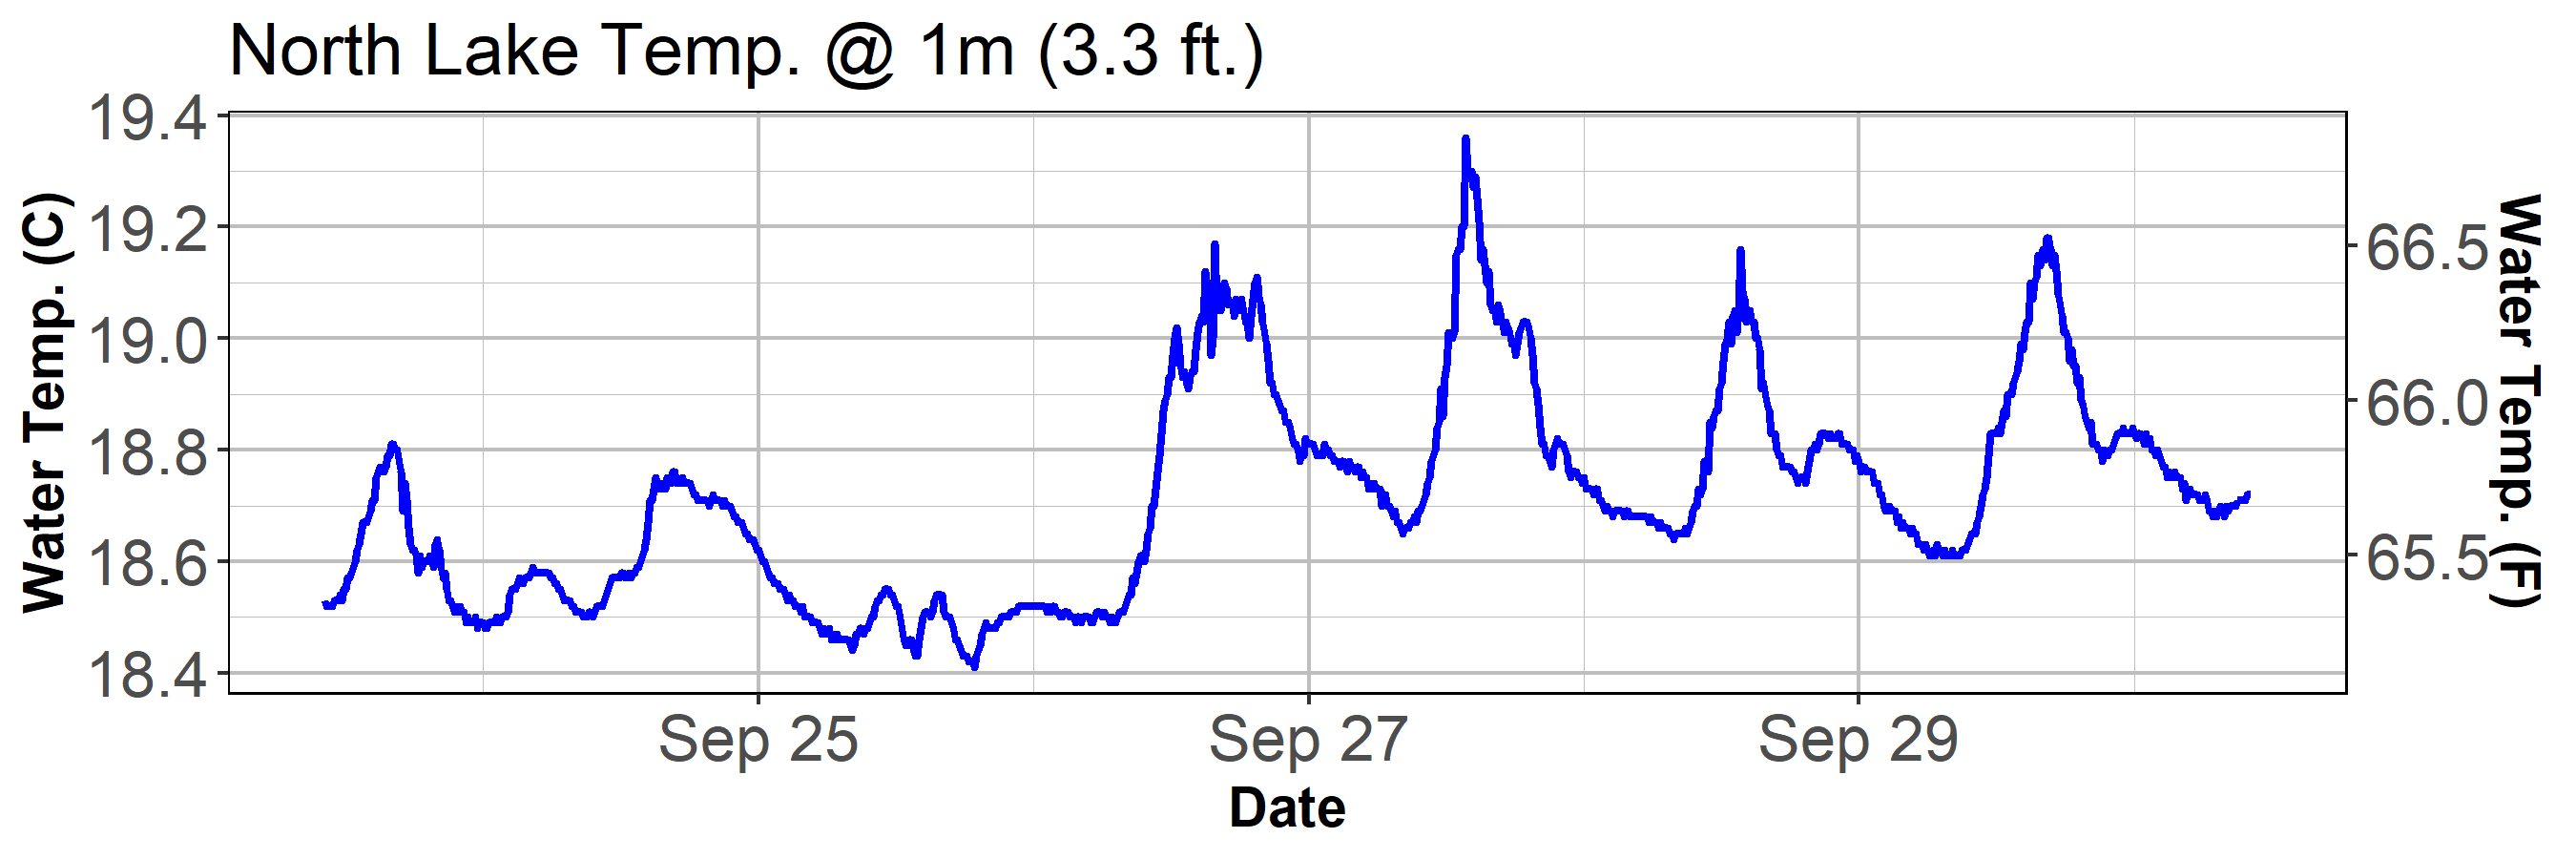 North Lake Temp. @ 1m (3.3 ft.)
Water Temp. (C)
19.4
19.2
19.0
18.8
18.6
18.4
66.5
66.0
65.5
Water Temp. (F)
Sep 25 Sep 27 Sep 29
Date